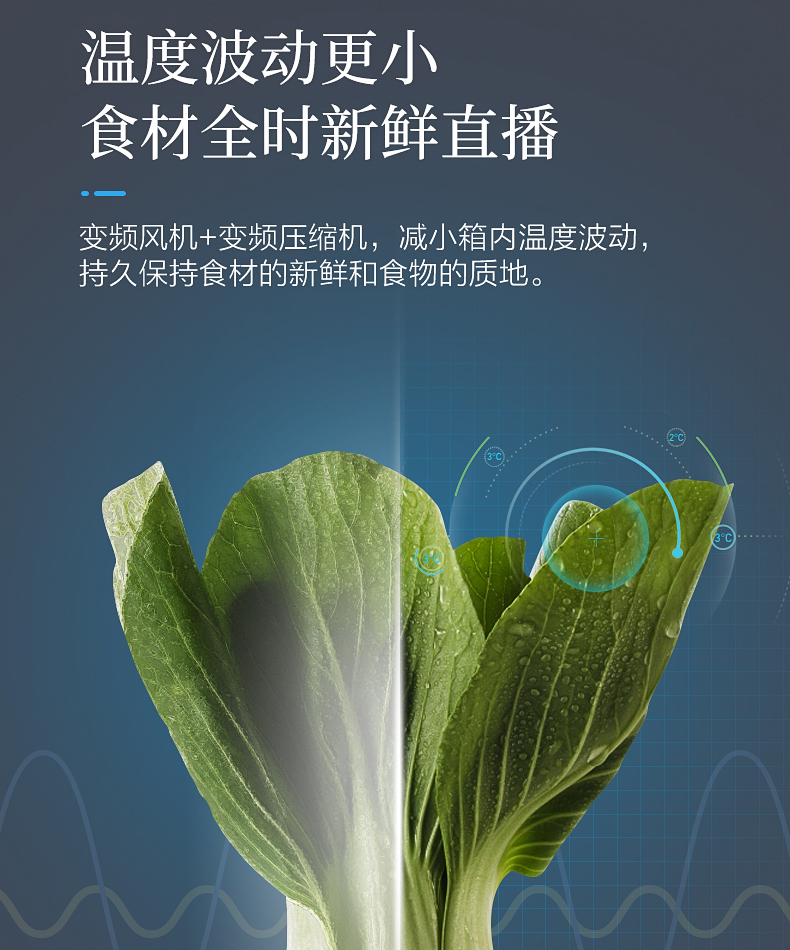 温度波动更小
食材全时新鲜直播
变频风机+变频压缩机，减小箱内温度波动，
持久保持食材的新鲜和食物的质地。
2°C
3°C
3°C